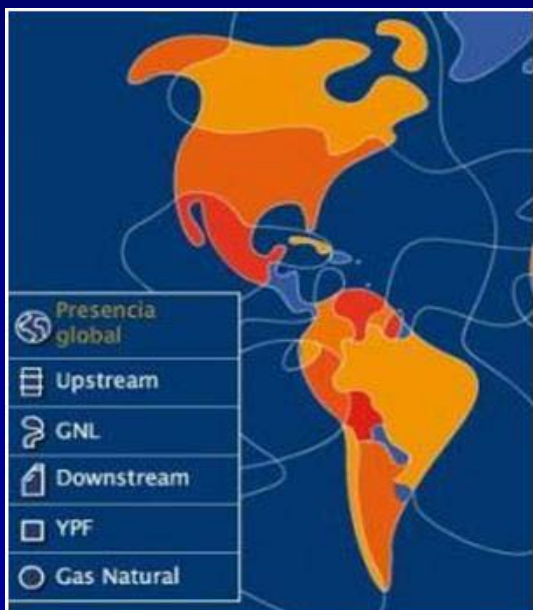 Presencia
global
Upstream
GNL
Downstream
YPF
Gas Natural